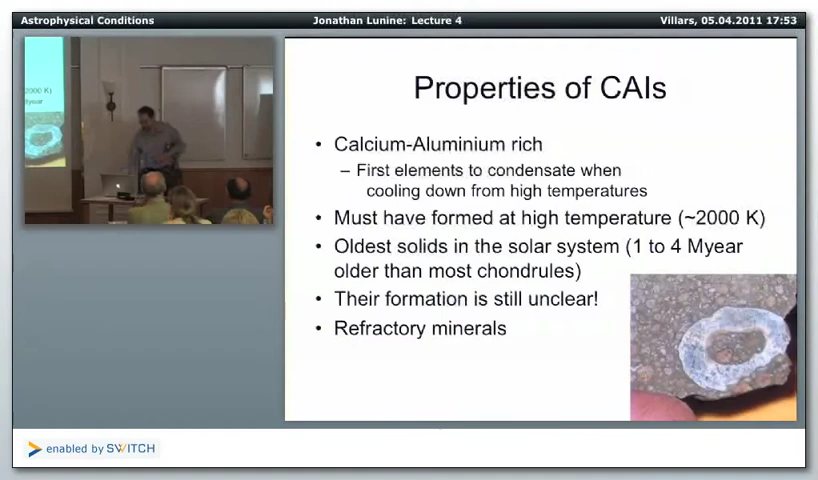 Astrophysical Conditions
Jonathan Lunine: Lecture 4
Villars, 05.04.2011 17:53
2000 K)
Myear
Properties of CAIs
• Calcium-Aluminium rich
– First elements to condensate when
cooling down from high temperatures
• Must have formed at high temperature (~2000 K)
• Oldest solids in the solar system (1 to 4 Myear
older than most chondrules)
• Their formation is still unclear!
• Refractory minerals
enabled by SWITCH